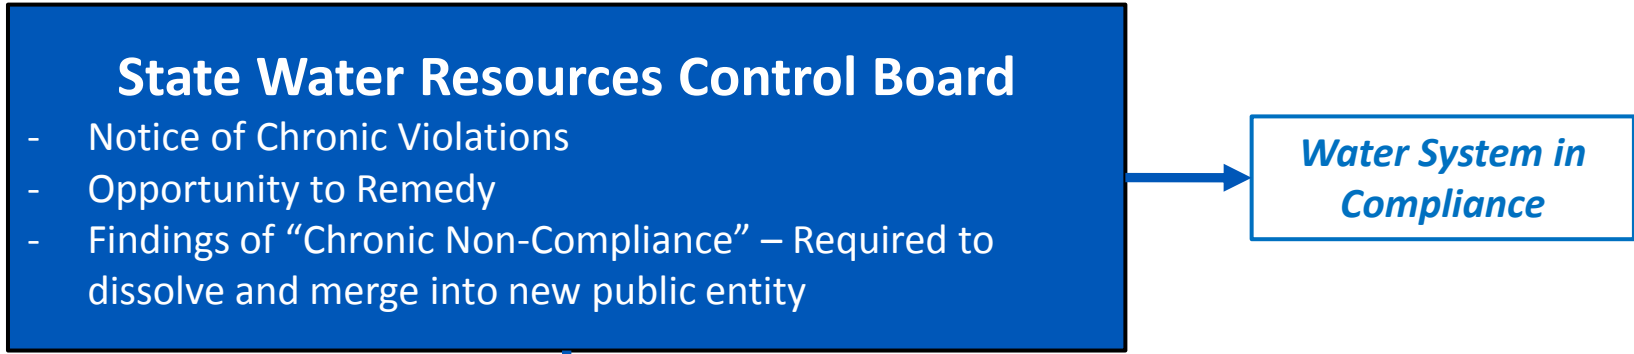 State Water Resources Control Board
- Notice of Chronic Violations
- Opportunity to Remedy
- Findings of “Chronic Non-Compliance” – Required to
dissolve and merge into new public entity
Water System in
Compliance